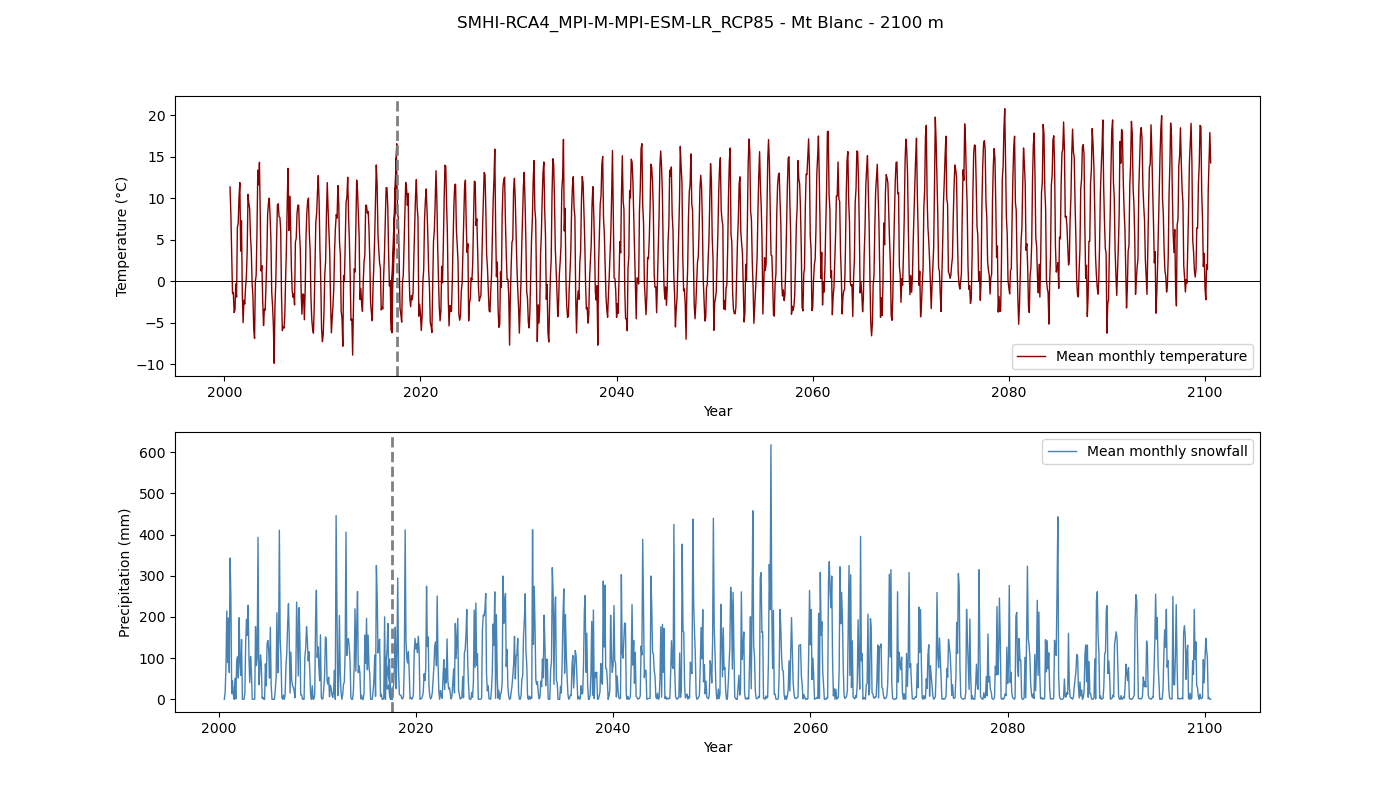 SMHI-RCA4_MPI-M-MPI-ESM-LR_RCP85 - Mt Blanc - 2100 m
20
15
10
5
0
−5
−10
Temperature (°C)
Mean monthly temperature
2000 2020 2040 2060 2080 2100
Year
600
500
400
300
200
100
0
Precipitation (mm)
Mean monthly snowfall
2000 2020 2040 2060 2080 2100
Year